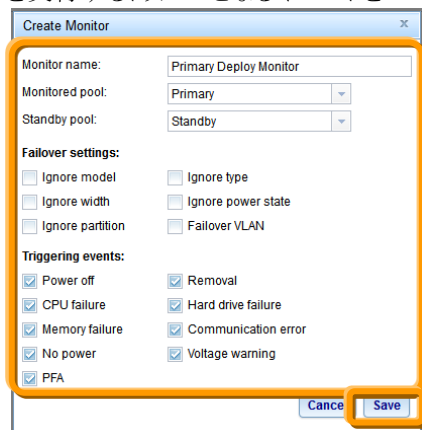 Create Monitor x
Monitor name: Primary Deploy Monitor
Monitored pool: Primary
Standby pool: Standby
Failover settings:
Ignore model Ignore type
Ignore width Ignore power state
Ignore partition Failover VLAN
Triggering events:
Power off Removal
CPU failure Hard drive failure
Memory failure Communication error
No power Voltage warning
PFA
Cance Save